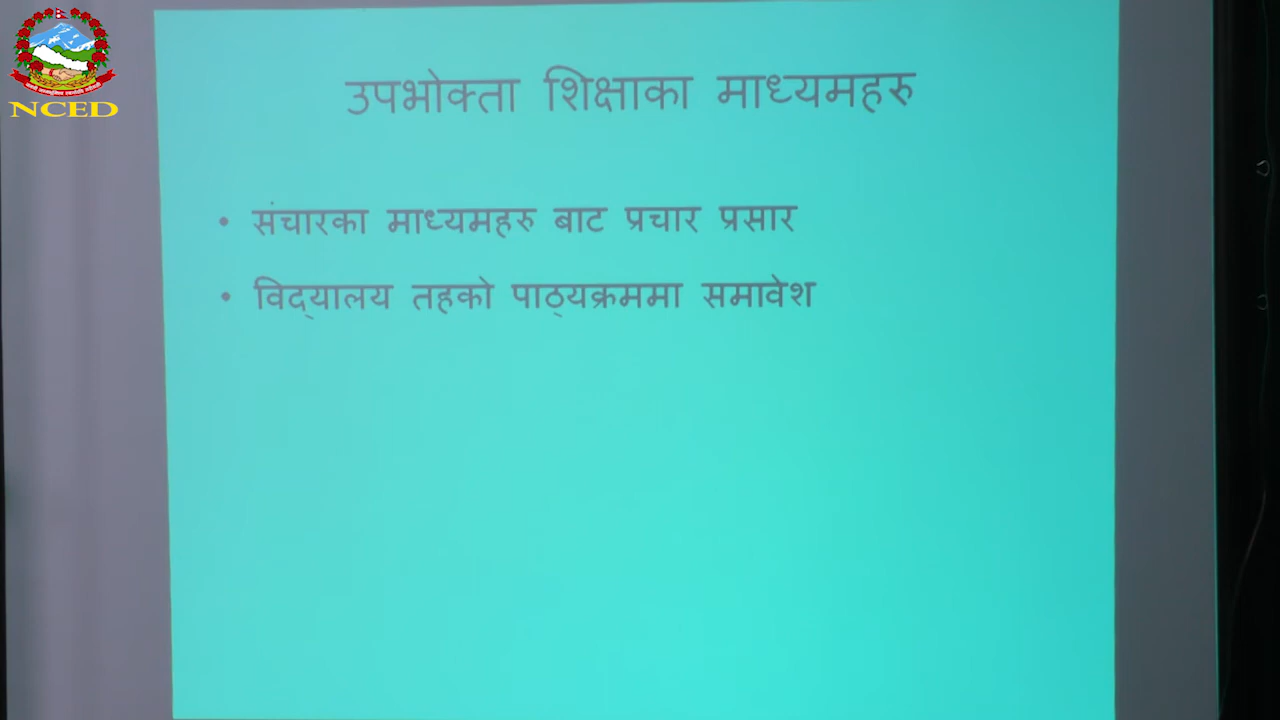 NCED
उपभोक्ता शिक्षाका माध्यमहरु
• संचारका माध्यमहरु बाट प्रचार प्रसार
• विद्‌यालय तहको पाठ्‌यक्रममा समावेश